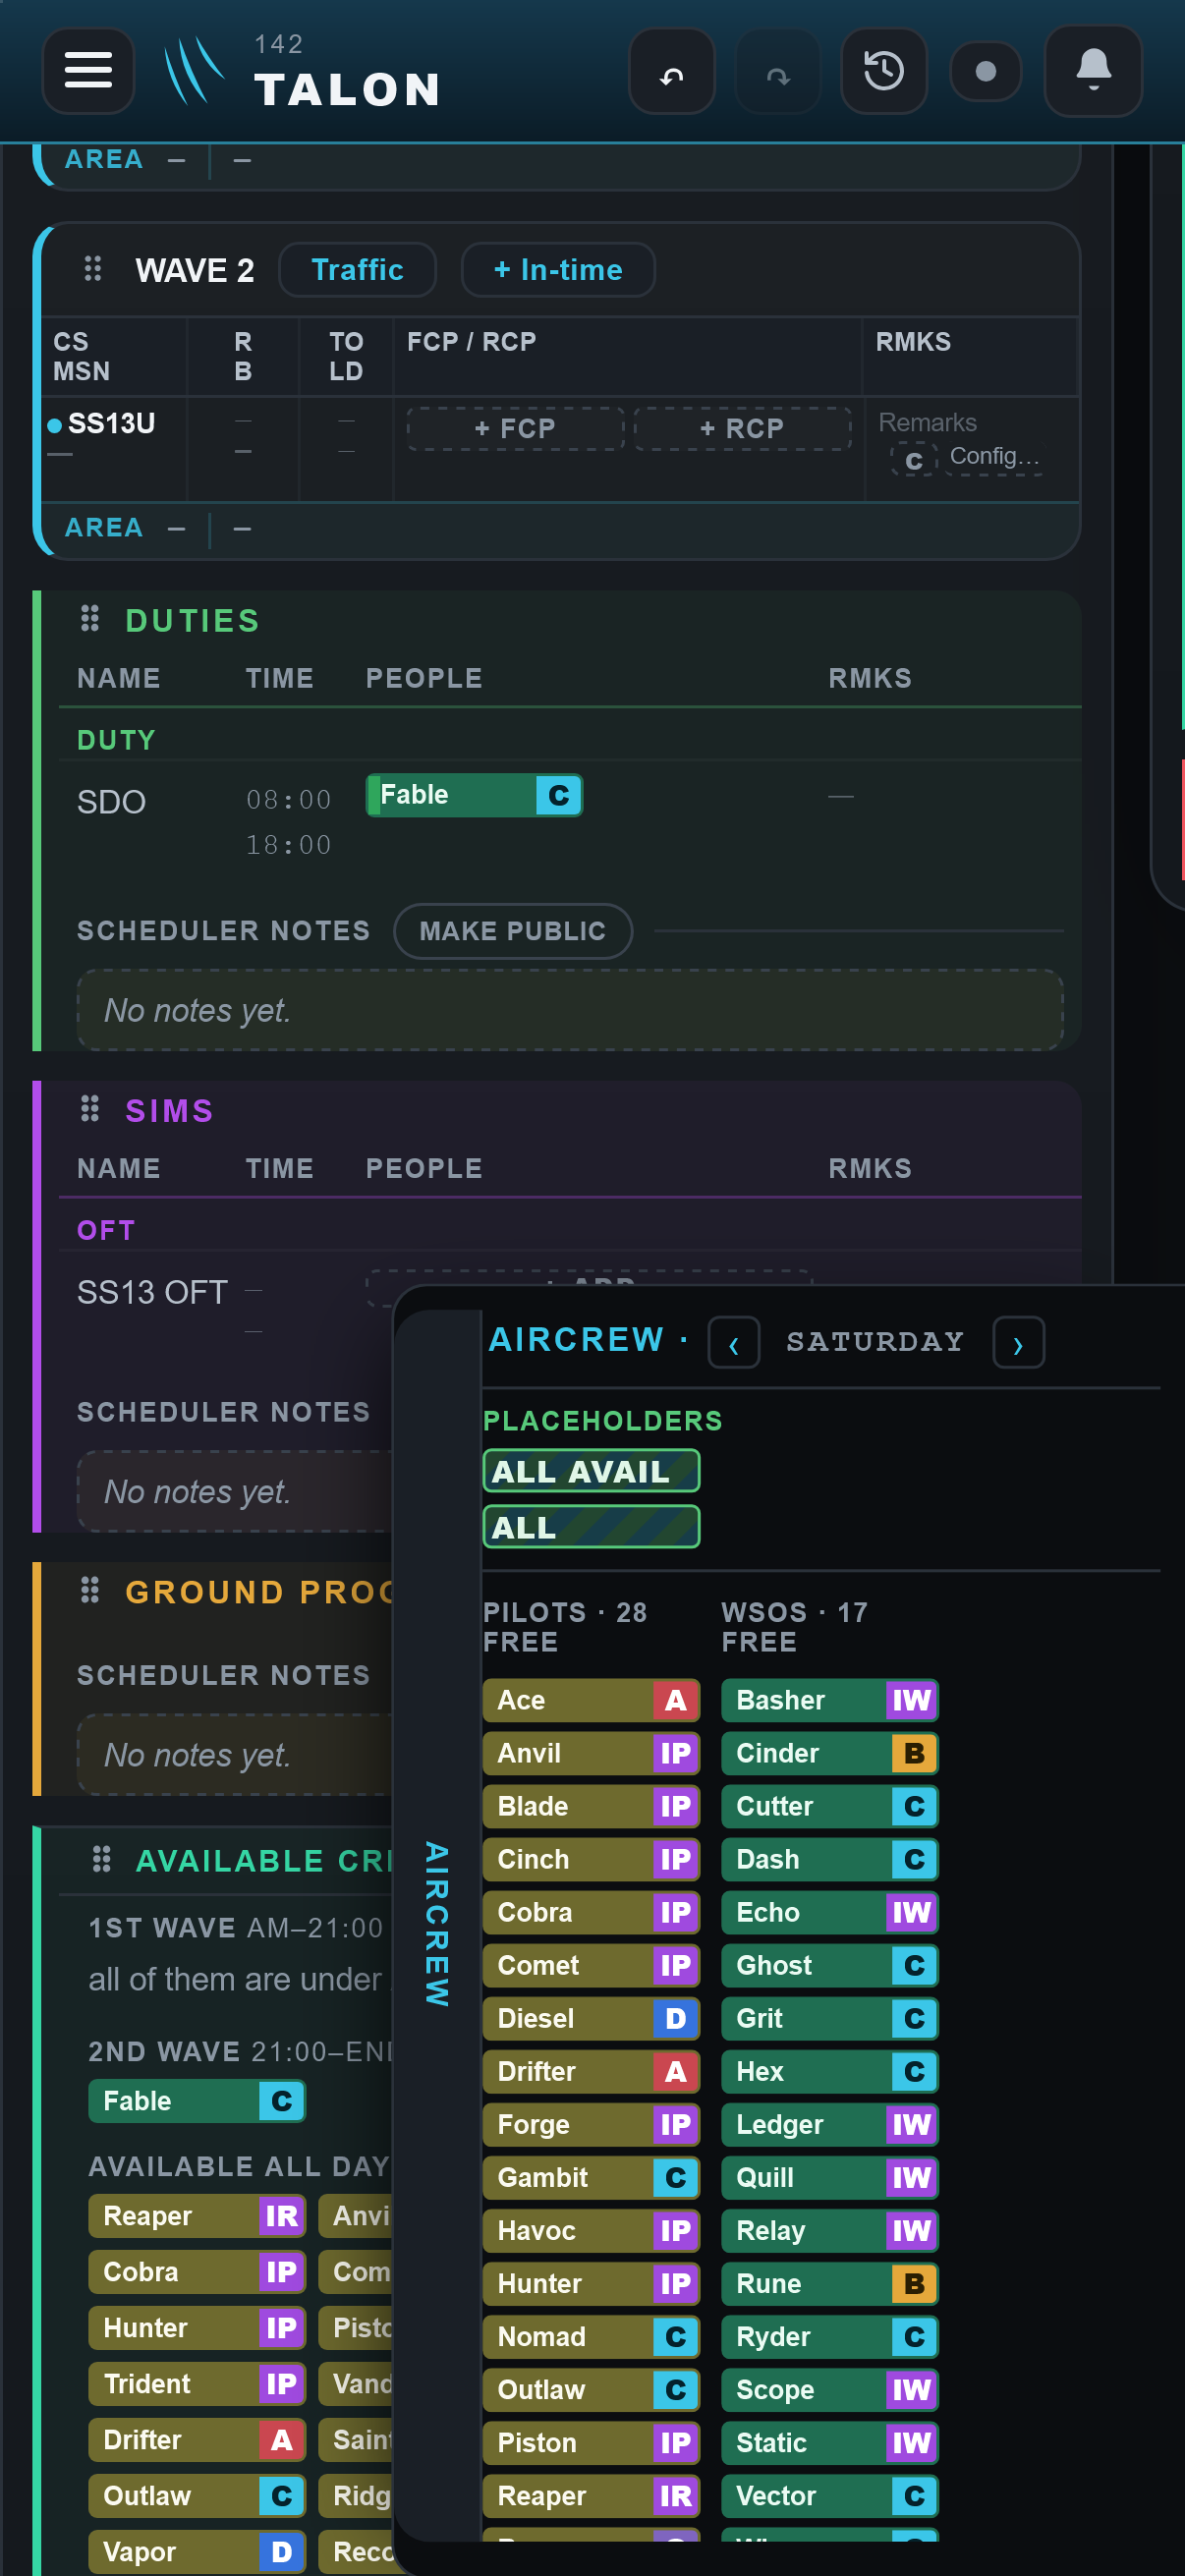 142
TALON
AREA – –
WAVE 2 Traffic + In-time
CS R TO FCP / RCP RMKS
MSN B LD
SS13U — — + FCP + RCP Remarks
— – — C Config...
AREA – –
DUTIES
NAME TIME PEOPLE RMKS
DUTY
SDO 08:00 Fable C —
18:00
SCHEDULER NOTES MAKE PUBLIC
No notes yet.
SIMS
NAME TIME PEOPLE RMKS
OFT
SS13 OFT —
—
SCHEDULER NOTES
No notes yet.
GROUND
SCHEDULER NOTES
No notes yet.
AVAILABLE
1ST WAVE AM–21:00
all of them are under
2ND WAVE 21:00–END
Fable C
AVAILABLE ALL DAY
Reaper IR
Cobra IP
Hunter IP
Trident IP
Drifter A
Outlaw C
Vapor D
AIRCREW
AIRCREW · ‹ SATURDAY ›
PLACEHOLDERS
ALL AVAIL
ALL
PILOTS · 28 WSOS · 17
FREE FREE
Ace A Basher IW
Anvil IP Cinder B
Blade IP Cutter C
Cinch IP Dash C
Cobra IP Echo IW
Comet IP Ghost C
Diesel D Grit C
Drifter A Hex C
Forge IP Ledger IW
Gambit C Quill IW
Havoc IP Relay IW
Hunter IP Rune B
Nomad C Ryder C
Outlaw C Scope IW
Piston IP Static IW
Reaper IR Vector C